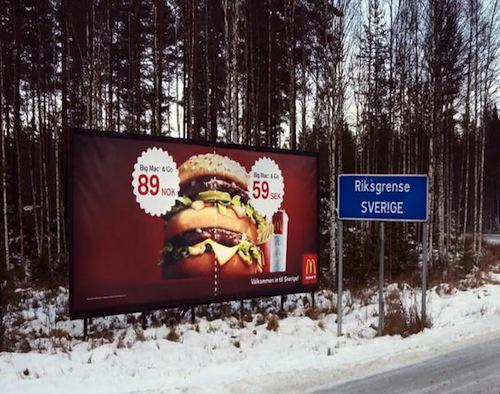 Big Mac & Co
89 NOK
Big Mac & Co
59 SEK
Välkommen in till Sverige!
M
Riksgrense
SVERIGE